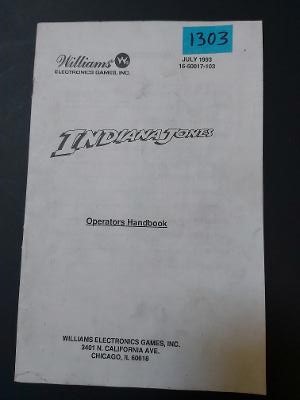 1303
Williams W
ELECTRONICS GAMES, INC.
JULY 1993
16-60017-103
INDIANA JONES
Operators Handbook
WILLIAMS ELECTRONICS GAMES, INC.
3401 N. CALIFORNIA AVE.
CHICAGO, IL 60618